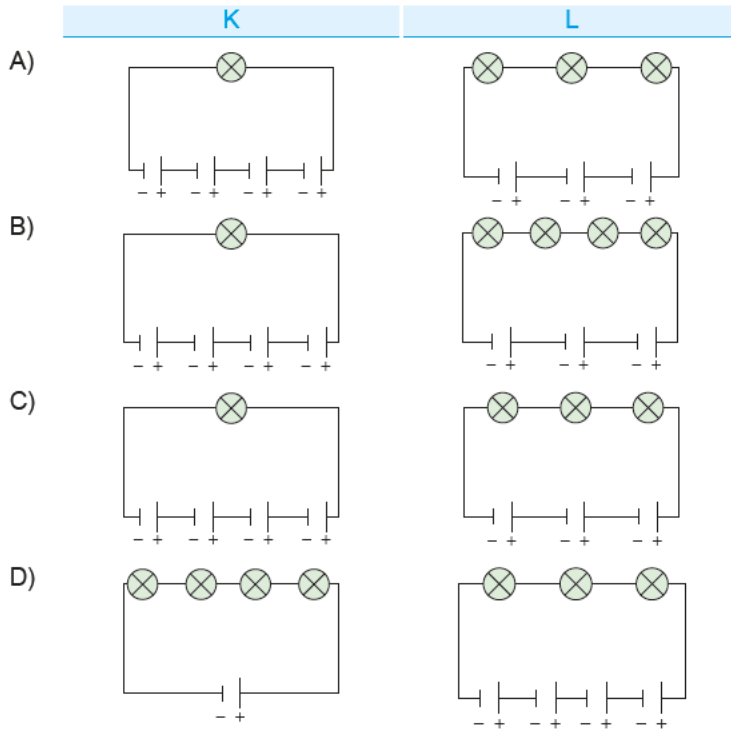 K L
A)
− + − + − + − +
− + − + − +
B)
− + − + − + − +
− + − + − +
C)
− + − + − + − +
− + − + − +
D)
− +
− + − + − + − +